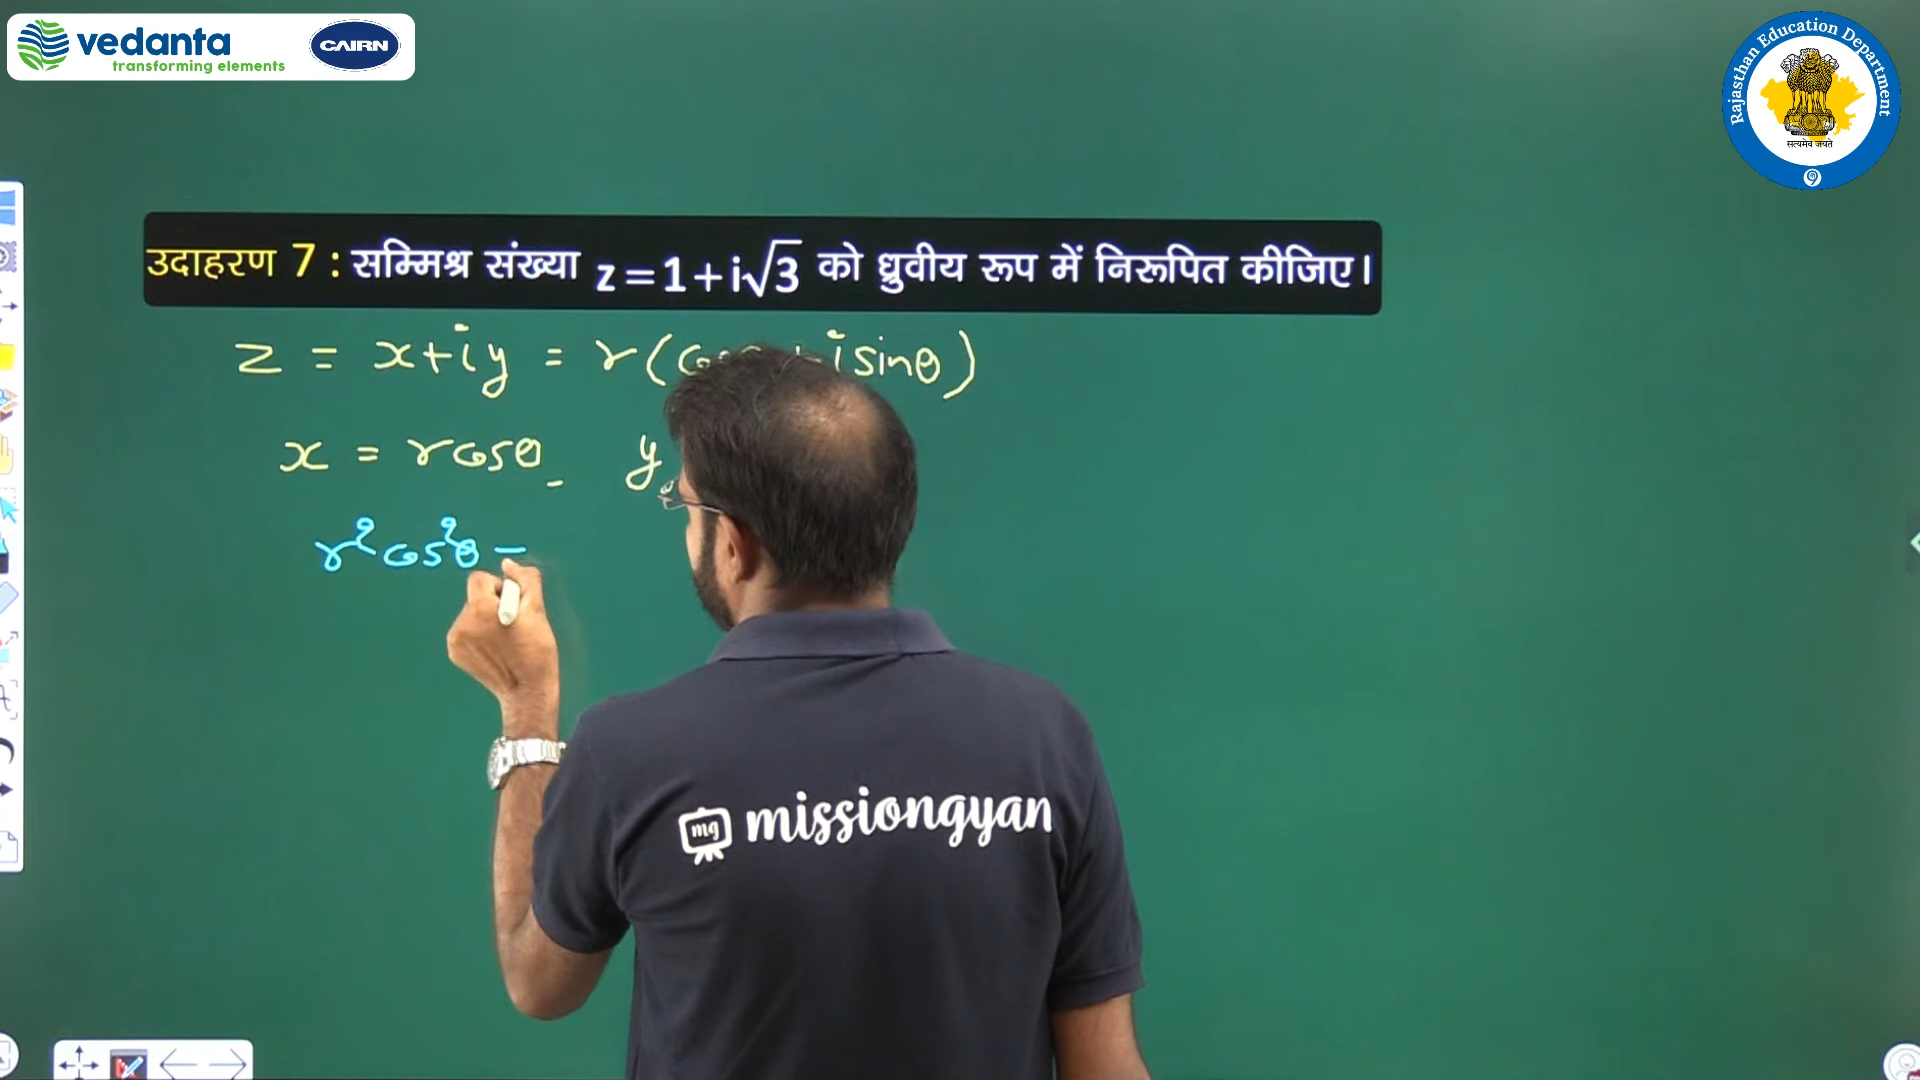 vedanta
transforming elements
CAIRN
Rajasthan Education Department
सत्यमेव जयते
उदाहरण 7 : सम्मिश्र संख्या z=1+i√3 को ध्रुवीय रूप में निरूपित कीजिए।
z = x+iy = r( isinθ)
x = rcosθ y
r²cos²θ
mg missiongyan